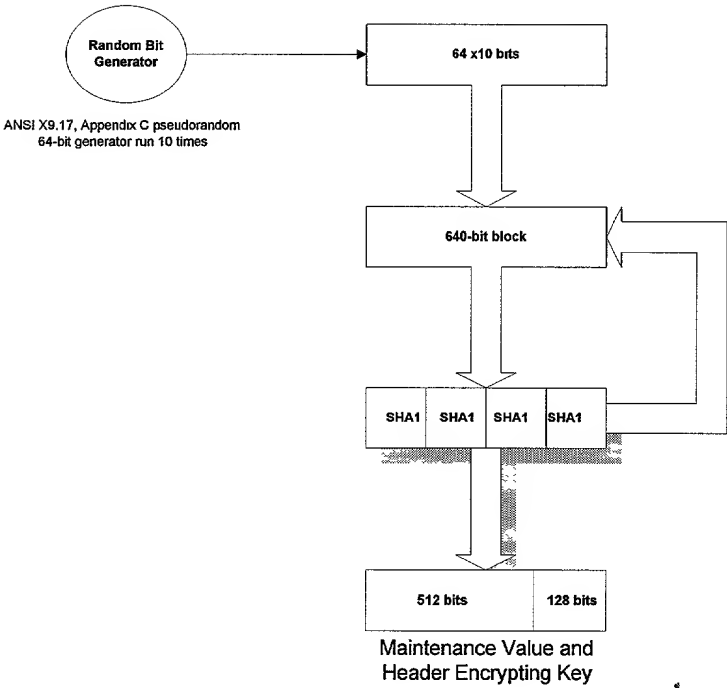 Random Bit
Generator
64 x10 bits
ANSI X9.17, Appendix C pseudorandom
64-bit generator run 10 times
640-bit block
SHA1 SHA1 SHA1 SHA1
512 bits 128 bits
Maintenance Value and
Header Encrypting Key